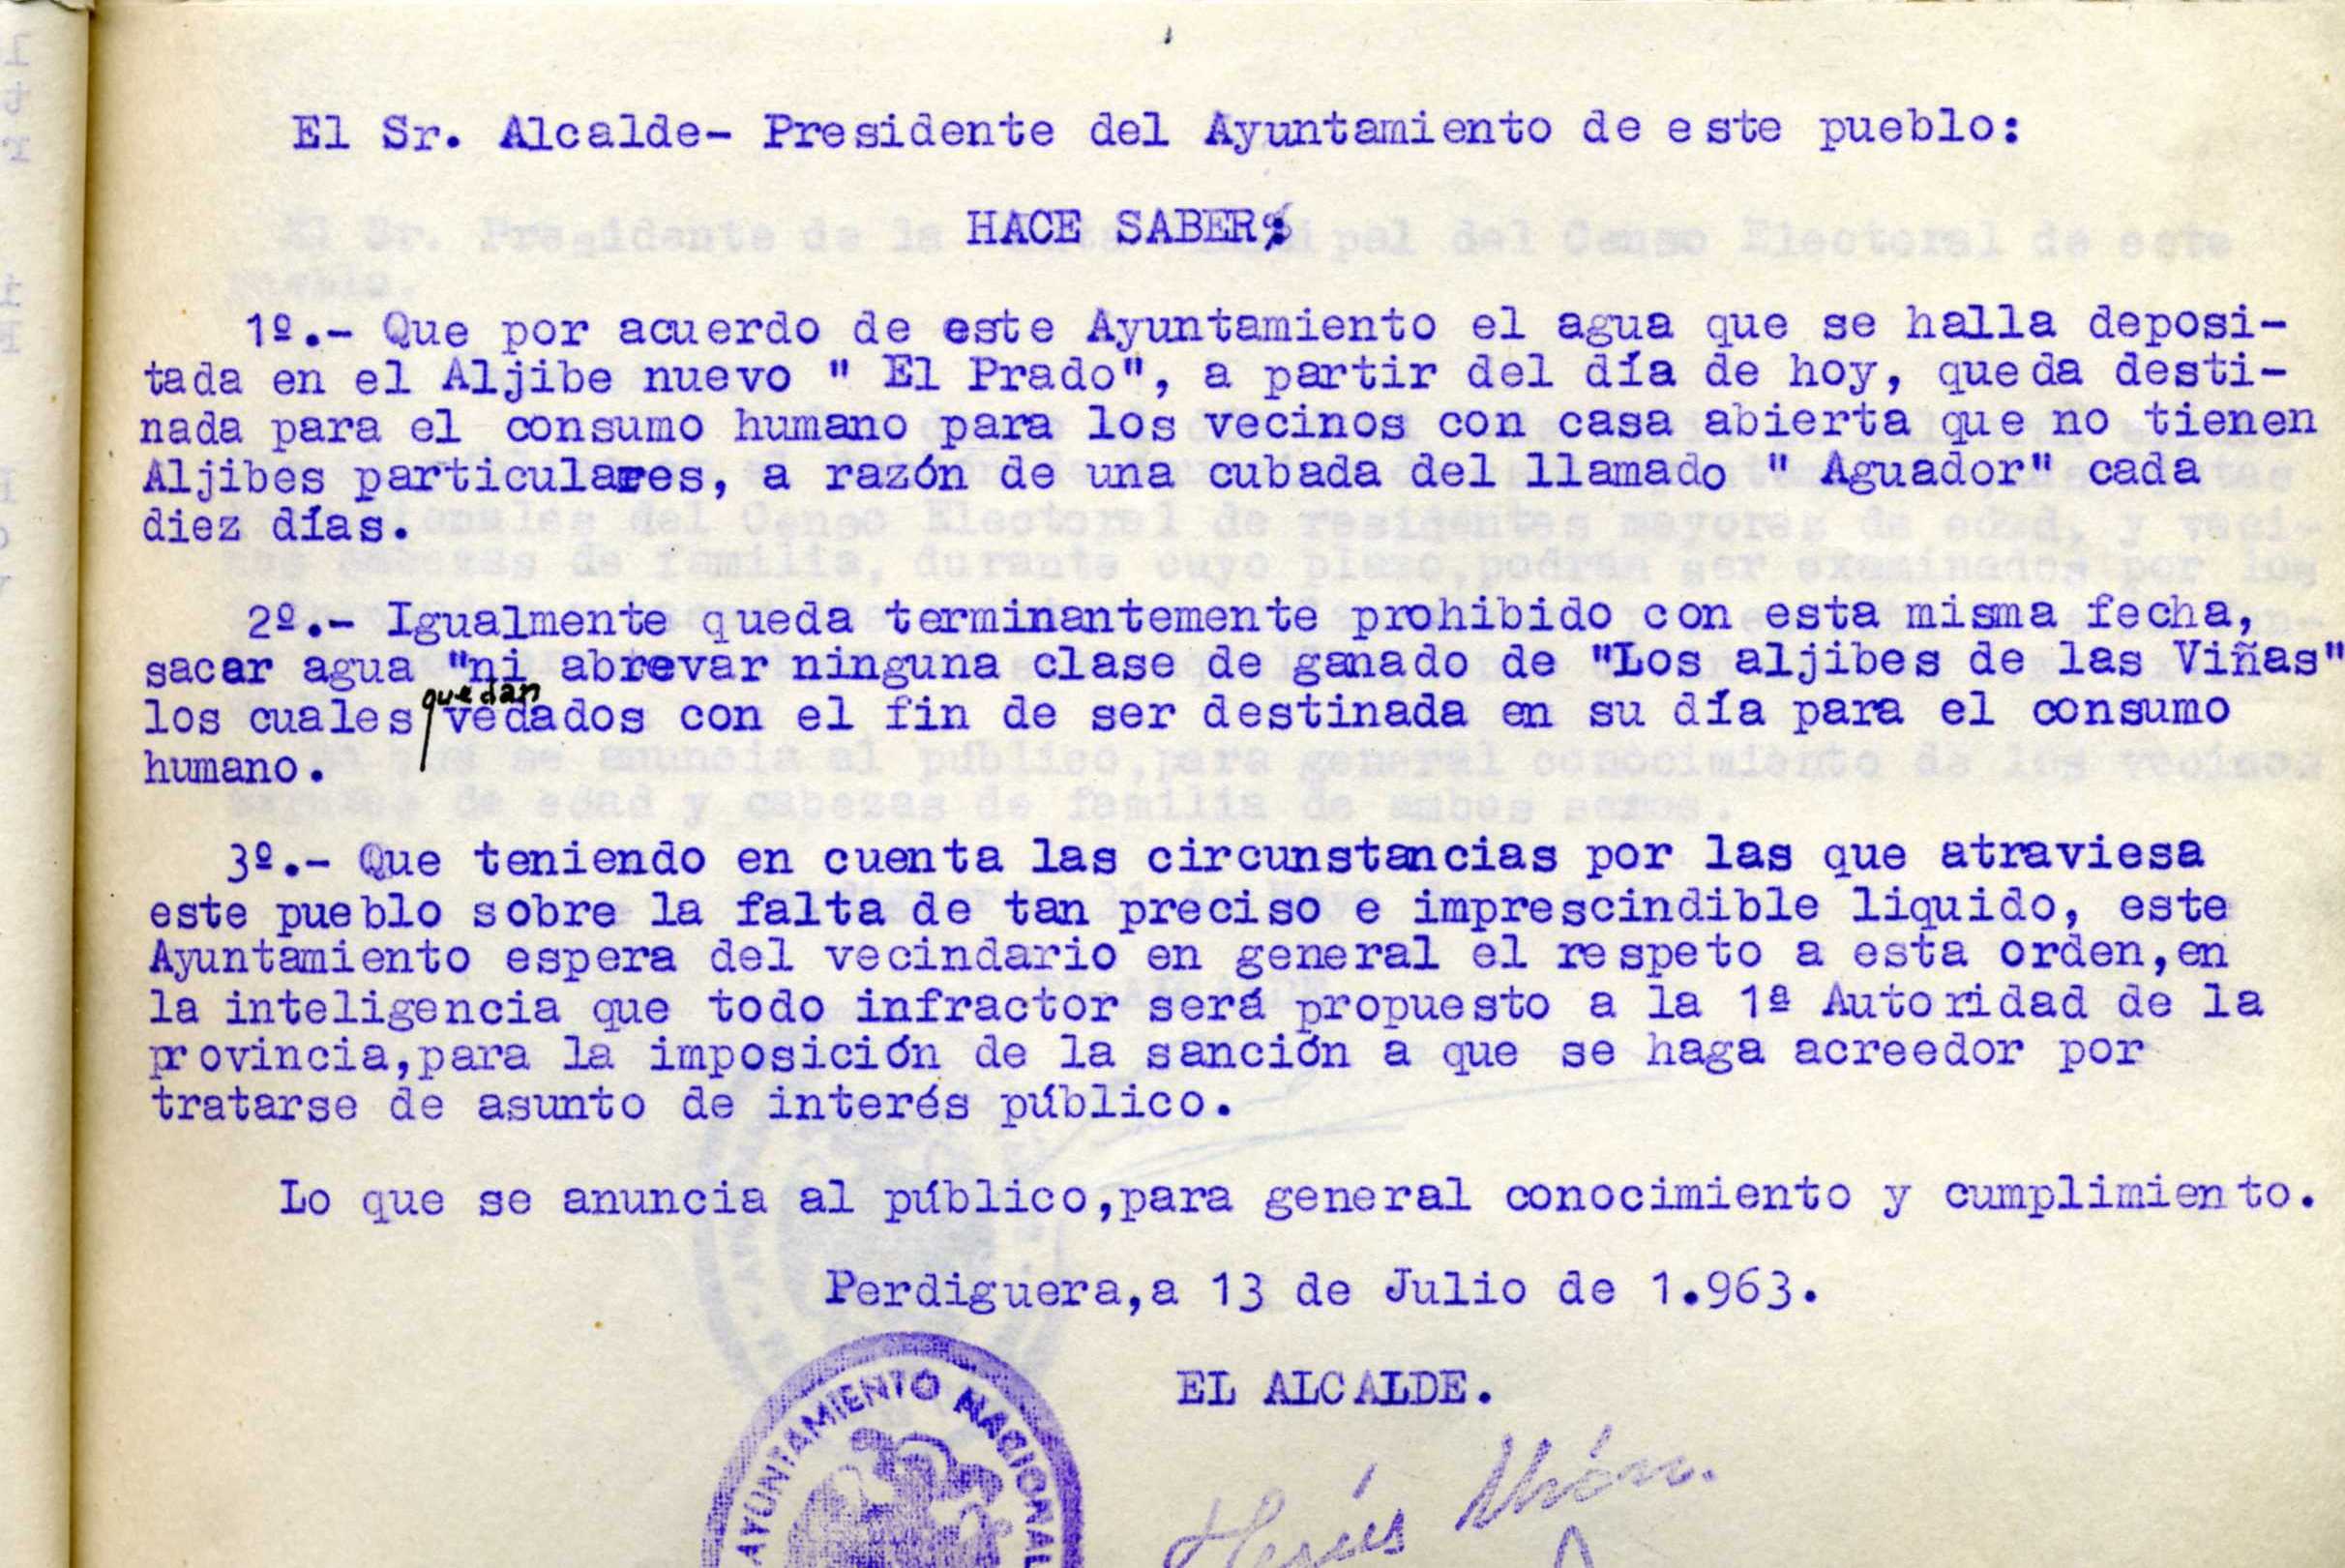 El Sr. Alcalde- Presidente del Ayuntamiento de este pueblo:
HACE SABER:
1º.- Que por acuerdo de este Ayuntamiento el agua que se halla deposi-
tada en el Aljibe nuevo " El Prado", a partir del día de hoy, queda desti-
nada para el consumo humano para los vecinos con casa abierta que no tienen
Aljibes particulares, a razón de una cubada del llamado " Aguador" cada
diez días.
2º.- Igualmente queda terminantemente prohibido con esta misma fecha,
sacar agua "ni abrevar ninguna clase de ganado de "Los aljibes de las Viñas"
los cuales quedan vedados con el fin de ser destinada en su día para el consumo
humano.
3º.- Que teniendo en cuenta las circunstancias por las que atraviesa
este pueblo sobre la falta de tan preciso e imprescindible liquido, este
Ayuntamiento espera del vecindario en general el respeto a esta orden,en
la inteligencia que todo infractor será propuesto a la 1ª Autoridad de la
provincia,para la imposición de la sanción a que se haga acreedor por
tratarse de asunto de interés público.
Lo que se anuncia al público,para general conocimiento y cumplimiento.
Perdiguera,a 13 de Julio de 1.963.
EL ALCALDE.
AYUNTAMIENTO NACIONAL
Jesús